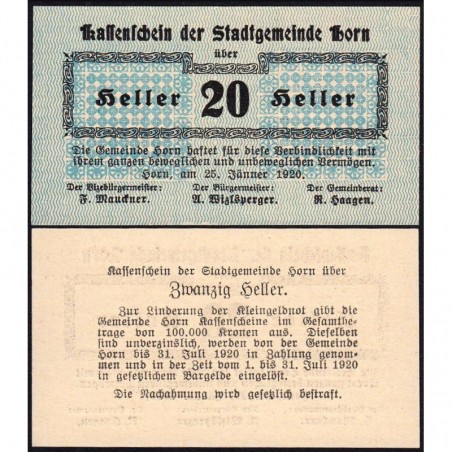 Kassenschein der Stadtgemeinde Horn
über
Heller 20 Heller
Die Gemeinde Horn haftet für diese Verbindlichkeit mit
ihrem ganzen beweglichen und unbeweglichen Vermögen.
Horn, am 25. Jänner 1920.
Der Vizebürgermeister: Der Bürgermeister: Der Gemeinderat:
F. Mauckner. A. Wizlsperger. R. Haagen.
Kassenschein der Stadtgemeinde Horn über
Zwanzig Heller.
Zur Linderung der Kleingeldnot gibt die
Gemeinde Horn Kassenscheine im Gesamtbe-
trage von 100.000 Kronen aus. Dieselben
sind unverzinslich, werden von der Gemeinde
Horn bis 31. Juli 1920 in Zahlung genom-
men und in der Zeit vom 1. bis 31. Juli 1920
in gesetzlichem Bargelde eingelöst.
Die Nachahmung wird gesetzlich bestraft.